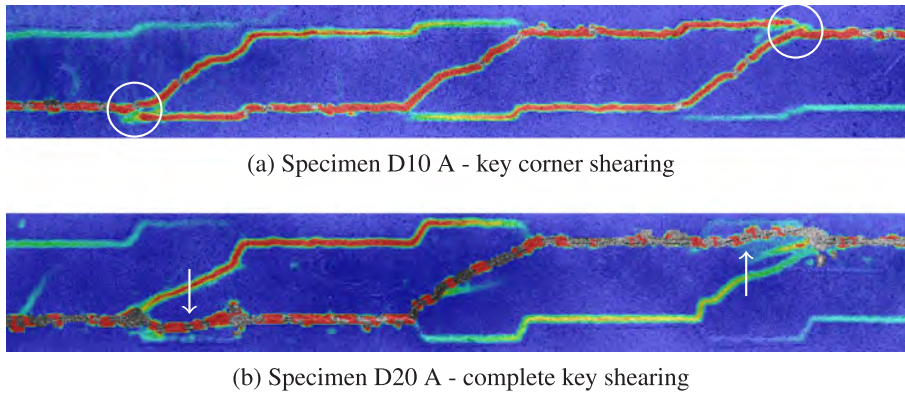 (a) Specimen D10 A - key corner shearing
(b) Specimen D20 A - complete key shearing